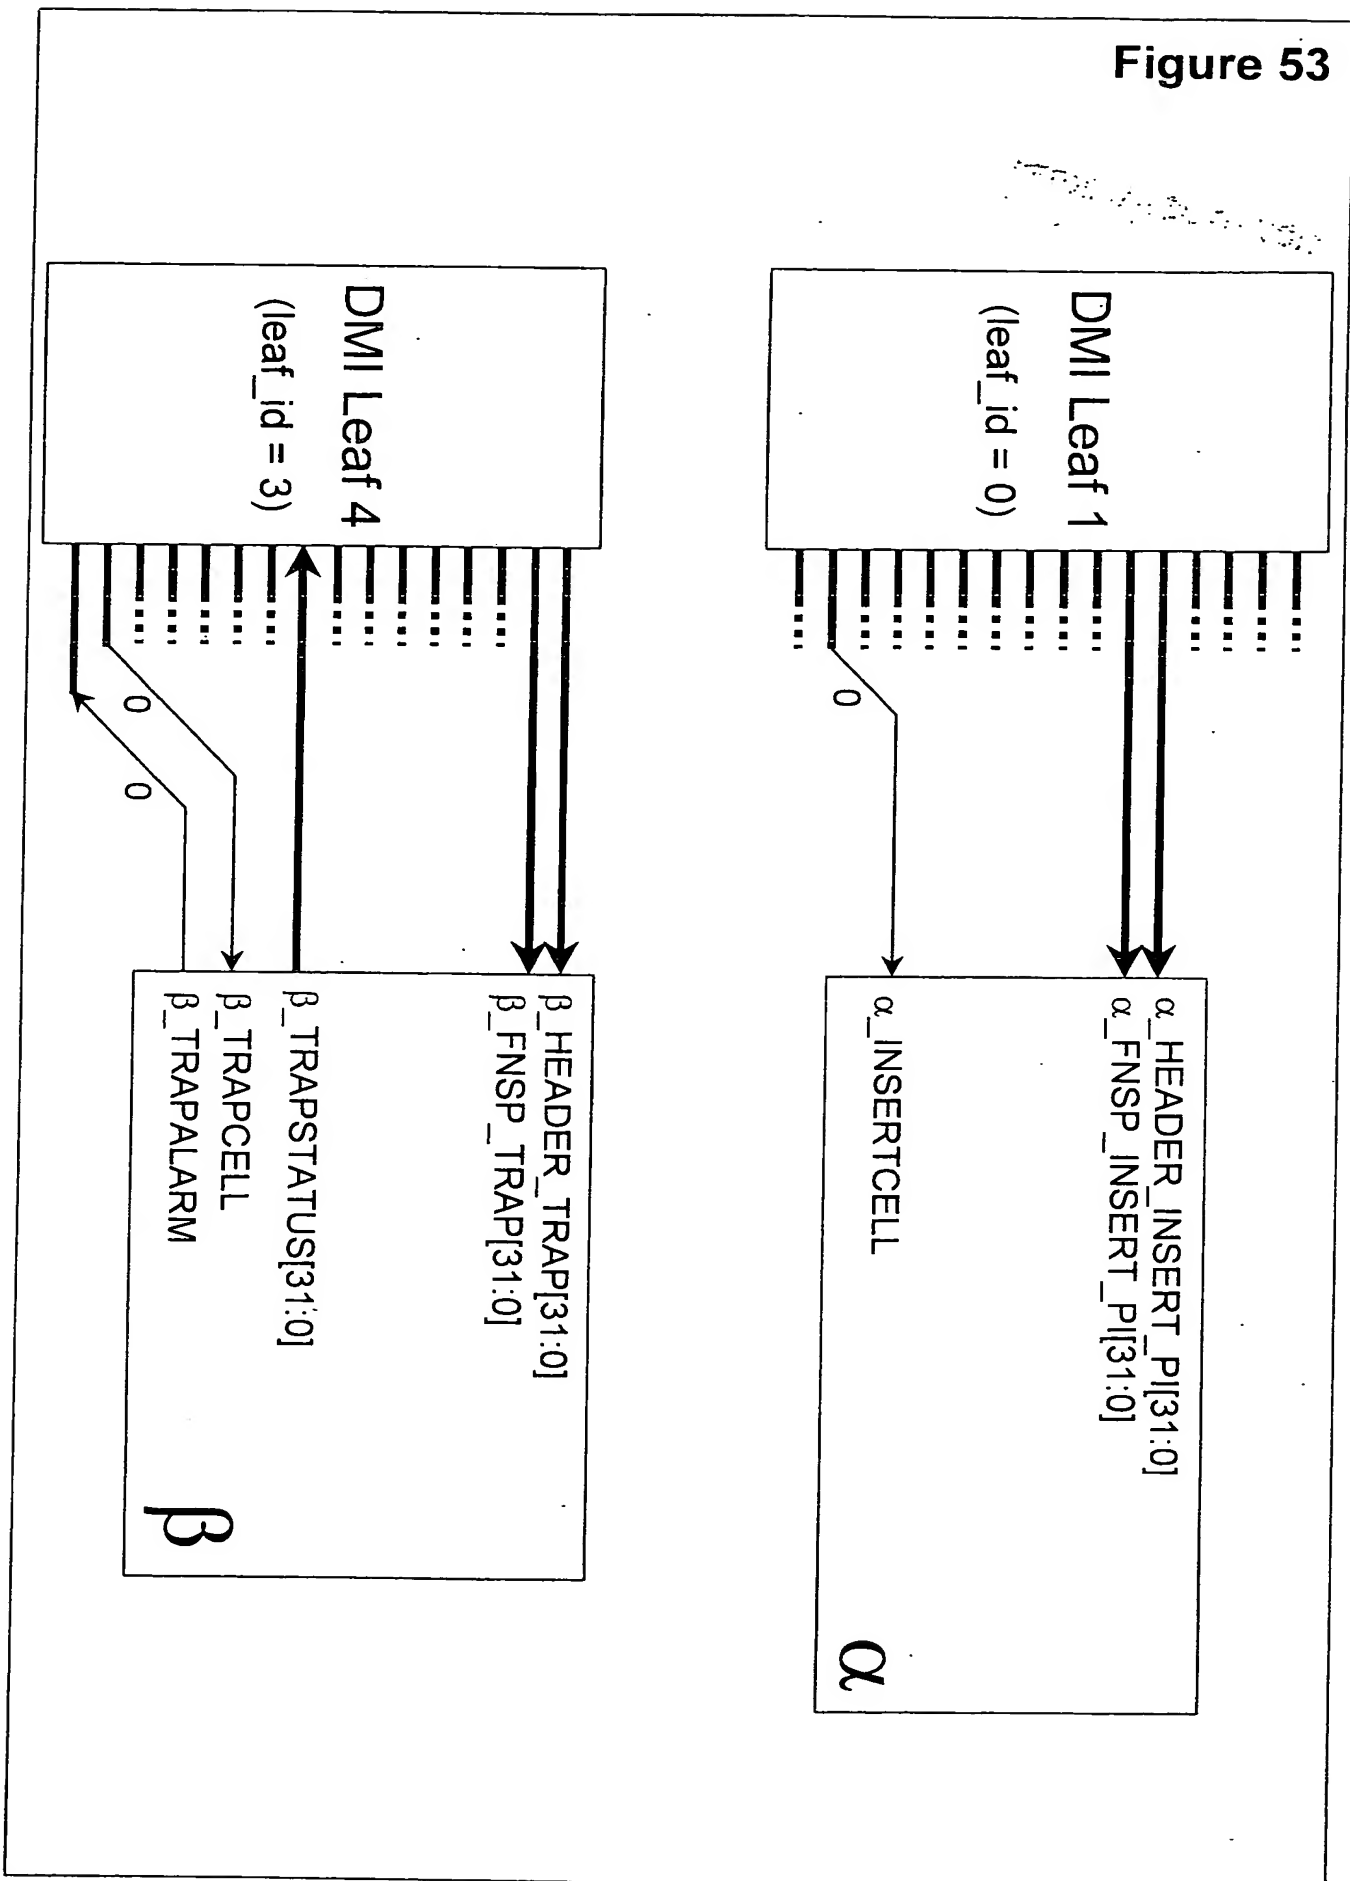 Figure 53
DMI Leaf 1
(leaf_id = 0)
0
α_HEADER_INSERT_PI[31:0]
α_FNSP_INSERT_PI[31:0]
α_INSERTCELL
α
DMI Leaf 4
(leaf_id = 3)
0
0
β_HEADER_TRAP[31:0]
β_FNSP_TRAP[31:0]
β_TRAPSTATUS[31:0]
β_TRAPCELL
β_TRAPALARM
β